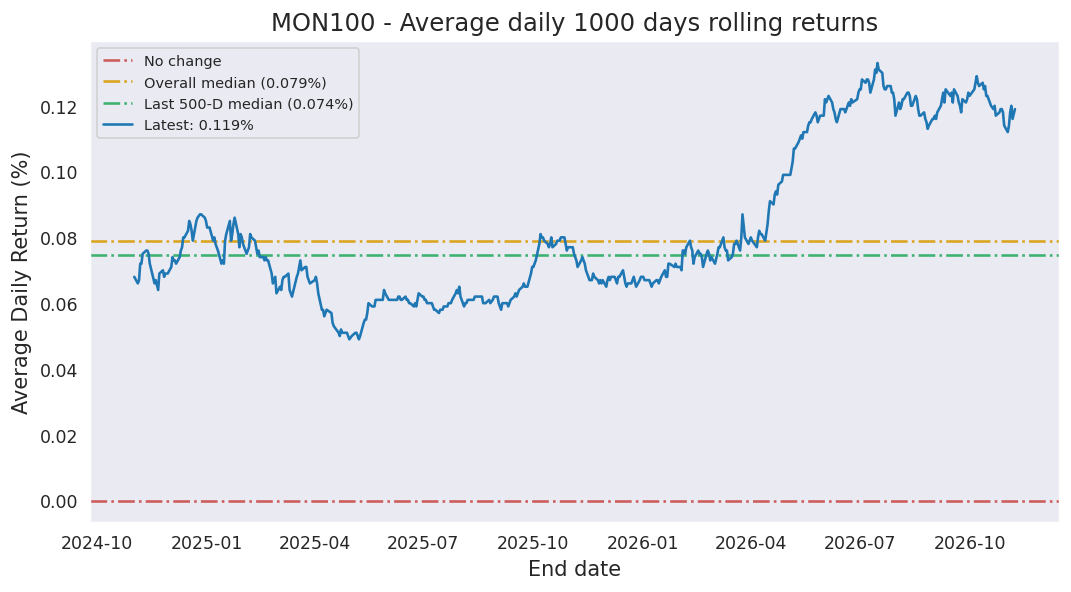 MON100 - Average daily 1000 days rolling returns
No change
Overall median (0.079%)
Last 500-D median (0.074%)
Latest: 0.119%
Average Daily Return (%)
0.12
0.10
0.08
0.06
0.04
0.02
0.00
2024-10 2025-01 2025-04 2025-07 2025-10 2026-01 2026-04 2026-07 2026-10
End date